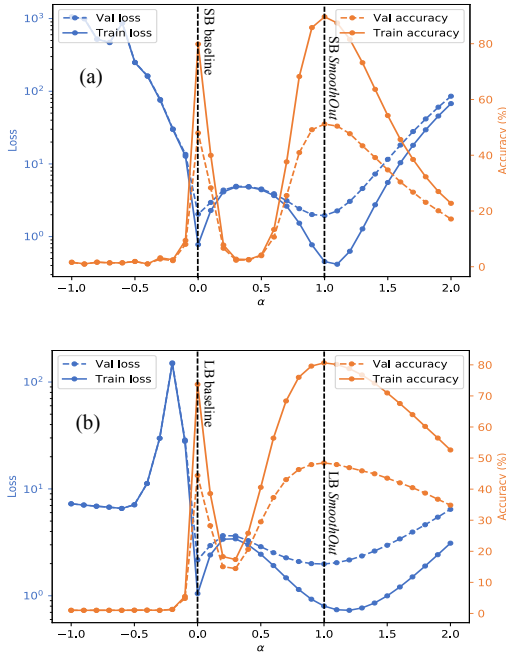 10³
10²
10¹
10⁰
Loss
Val loss
Train loss
(a)
SB baseline
SB SmoothOut
Val accuracy
Train accuracy
80
60
40
20
0
Accuracy (%)
−1.0 −0.5 0.0 0.5 1.0 1.5 2.0
α
10²
10¹
10⁰
Loss
Val loss
Train loss
(b)
LB baseline
LB SmoothOut
Val accuracy
Train accuracy
80
70
60
50
40
30
20
10
0
Accuracy (%)
−1.0 −0.5 0.0 0.5 1.0 1.5 2.0
α